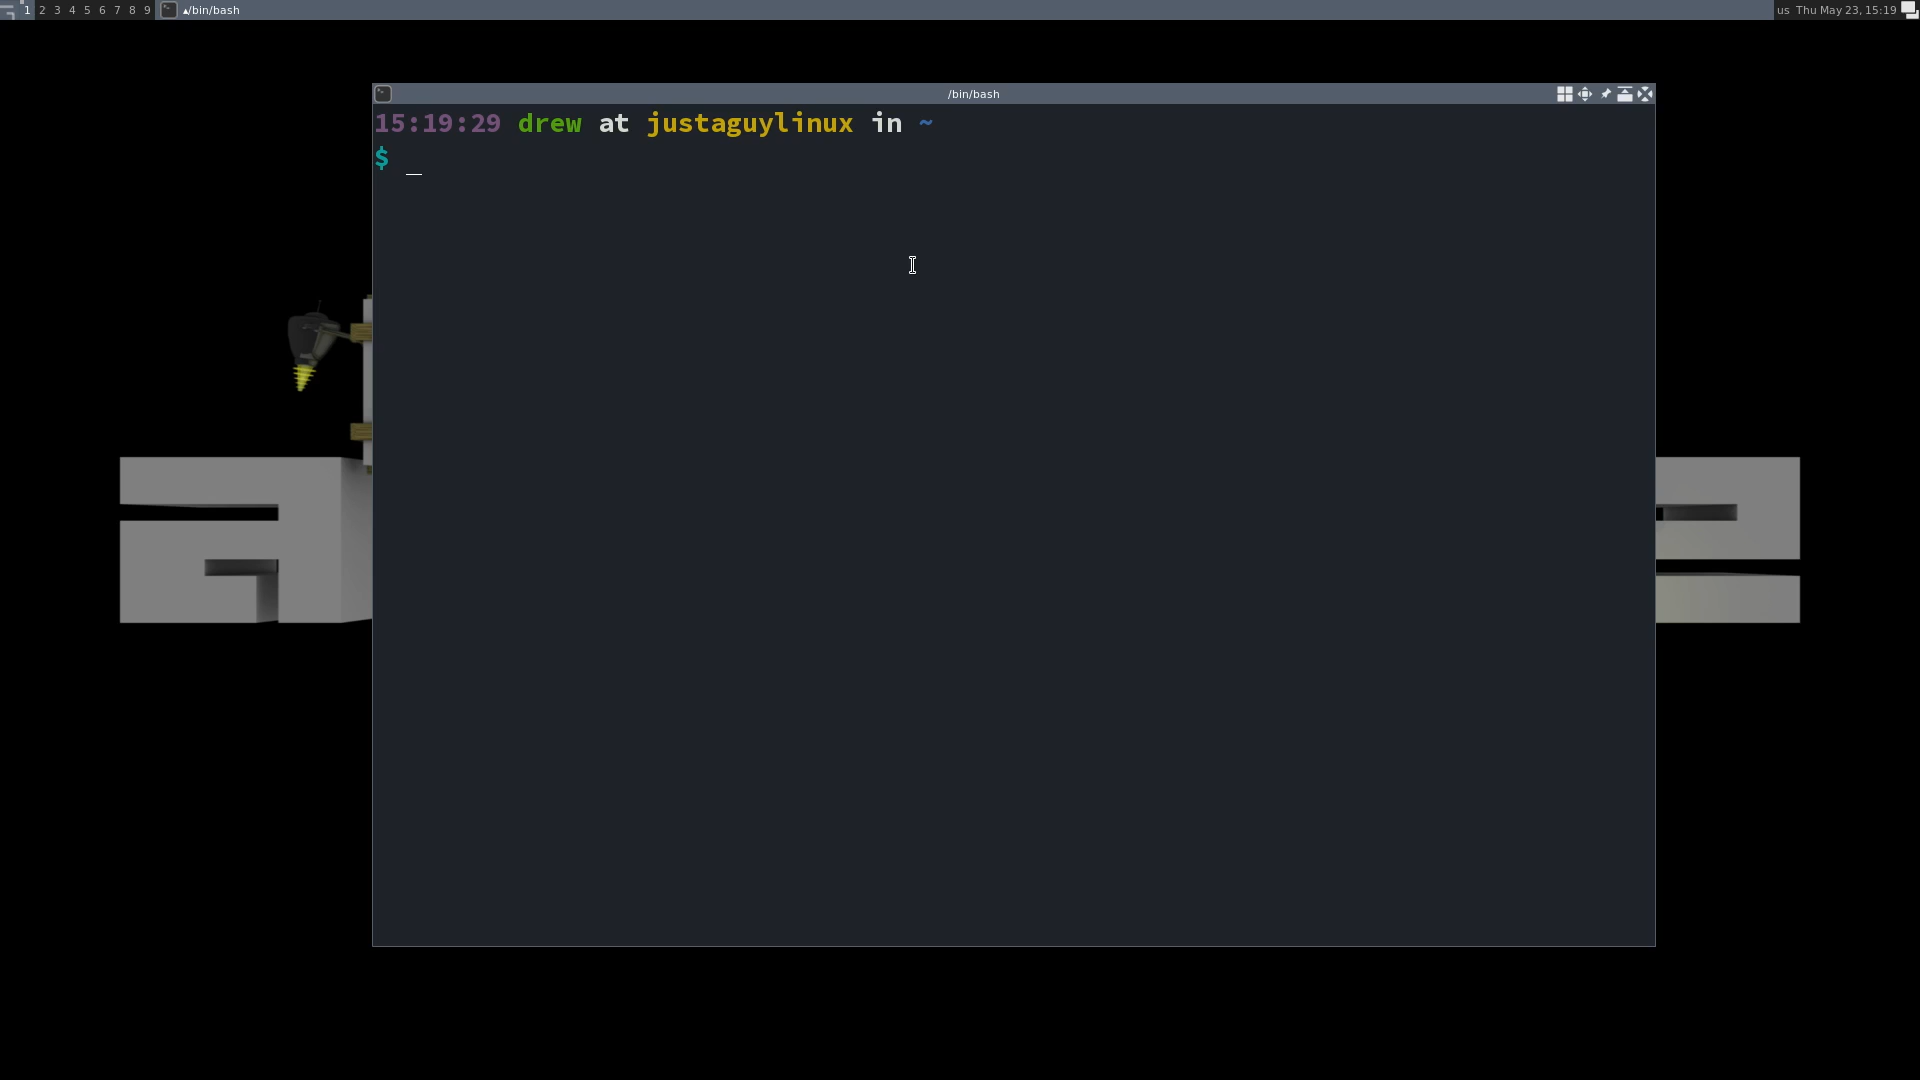 1 2 3 4 5 6 7 8 9 ▴/bin/bash us Thu May 23, 15:19
/bin/bash
15:19:29 drew at justaguylinux in ~
$ _